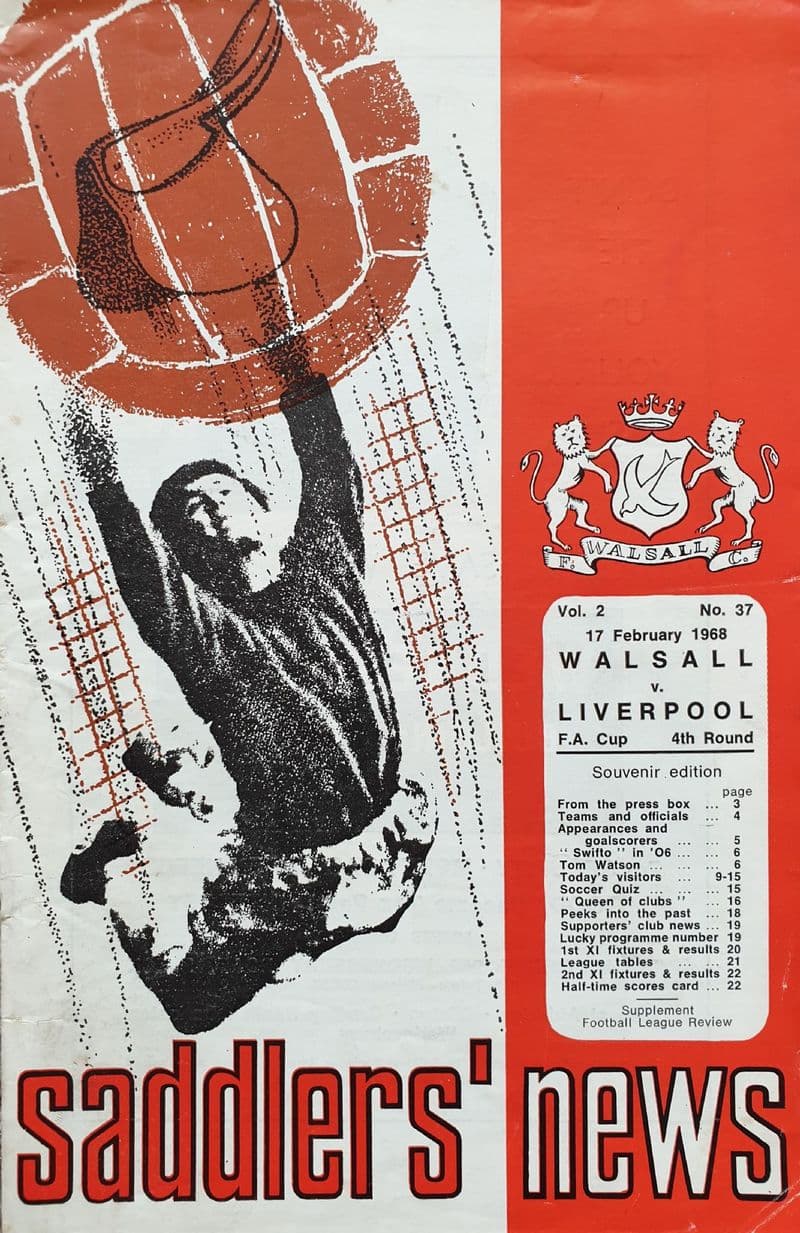 F. WALSALL C.
Vol. 2 No. 37
17 February 1968
WALSALL
v.
LIVERPOOL
F.A. Cup 4th Round
Souvenir edition
page
From the press box ... 3
Teams and officials ... 4
Appearances and
goalscorers ... ... 5
"Swifto" in '06 ... ... 6
Tom Watson ... ... ... 6
Today's visitors ... 9-15
Soccer Quiz ... ... ... 15
"Queen of clubs" ... 16
Peeks into the past ... 18
Supporters' club news ... 19
Lucky programme number 19
1st XI fixtures & results 20
League tables ... ... 21
2nd XI fixtures & results 22
Half-time scores card ... 22
Supplement
Football League Review
saddlers' news